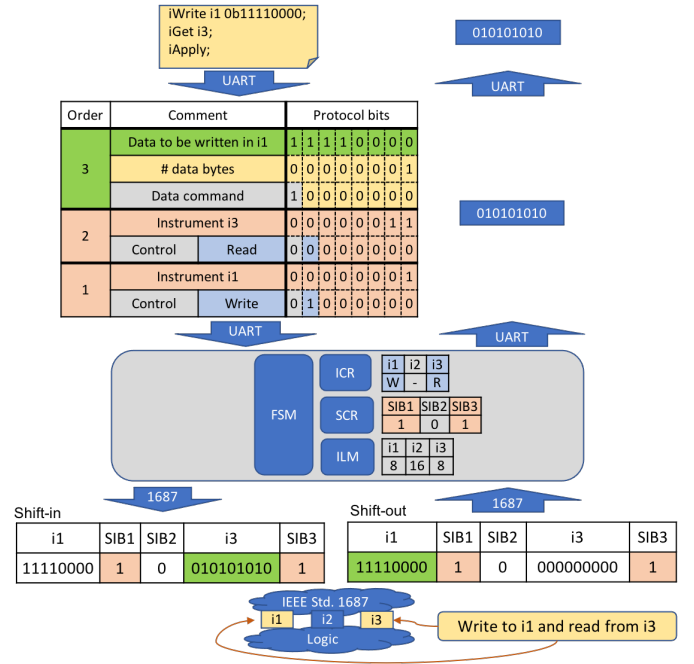 iWrite i1 0b11110000;
iGet i3;
iApply;
010101010
UART
UART
Order Comment Protocol bits
3 Data to be written in i1 1 1 1 1 0 0 0 0
# data bytes 0 0 0 0 0 0 0 1
Data command 1 0 0 0 0 0 0 0
2 Instrument i3 0 0 0 0 0 0 1 1
Control Read 0 0 0 0 0 0 0 0
1 Instrument i1 0 0 0 0 0 0 0 1
Control Write 0 1 0 0 0 0 0 0
010101010
UART
UART
FSM
ICR
i1 i2 i3
W - R
SCR
SIB1 SIB2 SIB3
1 0 1
ILM
i1 i2 i3
8 16 8
1687
1687
Shift-in
i1 SIB1 SIB2 i3 SIB3
11110000 1 0 010101010 1
Shift-out
i1 SIB1 SIB2 i3 SIB3
11110000 1 0 000000000 1
IEEE Std. 1687
i1 i2 i3
Logic
Write to i1 and read from i3